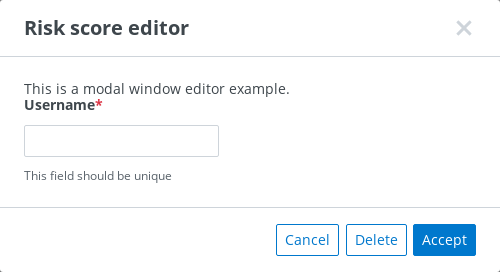 Risk score editor
This is a modal window editor example.
Username*
This field should be unique
Cancel Delete Accept